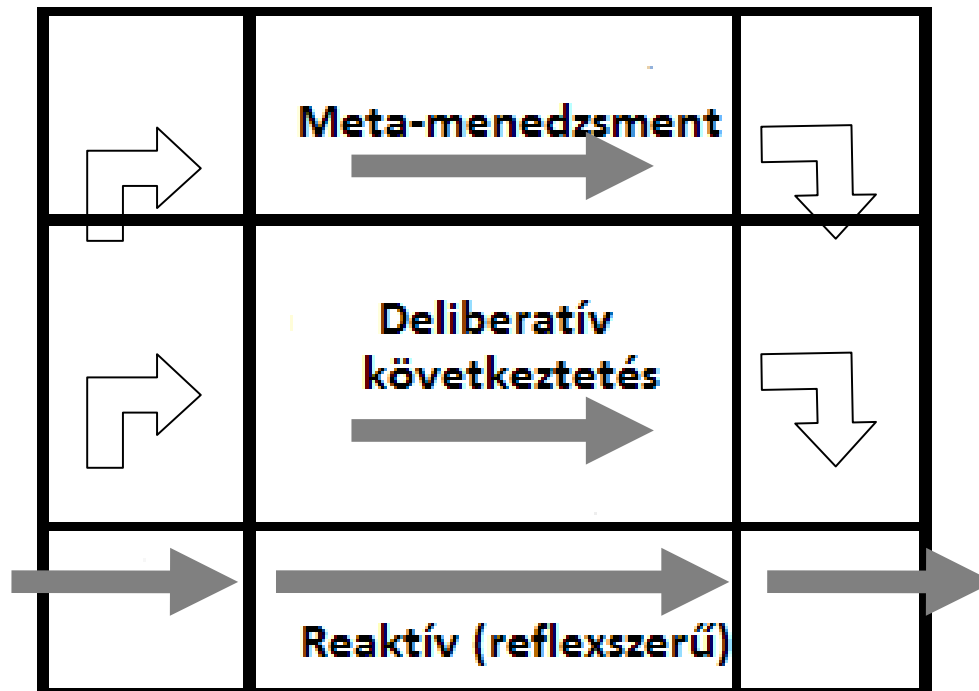 Meta-menedzsment
Deliberatív
következtetés
Reaktív (reflexszerű)